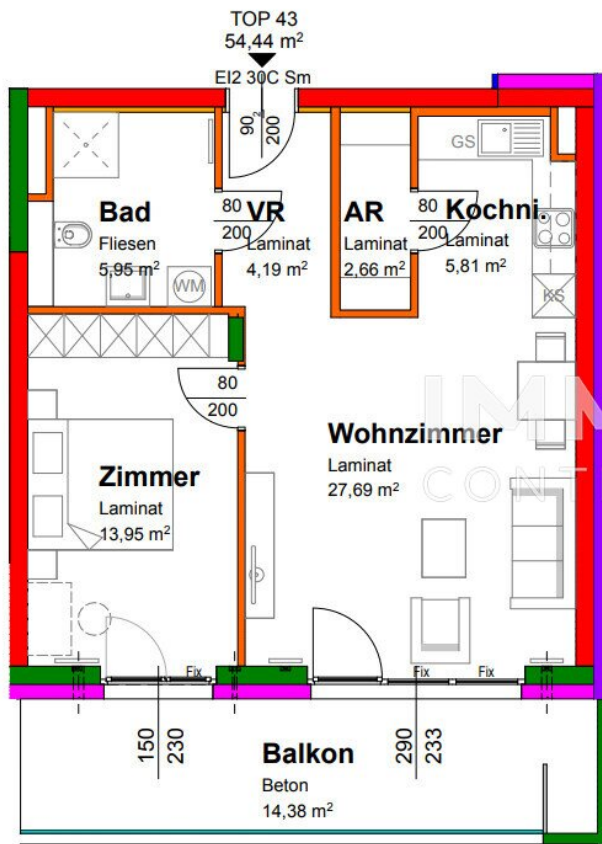 TOP 43
54,44 m²
EI2 30C Sm
90 2
200
GS
Bad
Fliesen
5,95 m²
80
200
VR
Laminat
4,19 m²
AR
Laminat
2,66 m²
80
200
Kochni.
Laminat
5,81 m²
WM
KS
80
200
IMM
CONT
Wohnzimmer
Laminat
27,69 m²
Zimmer
Laminat
13,95 m²
Fix
Fix
Fix
150
230
290
233
Balkon
Beton
14,38 m²